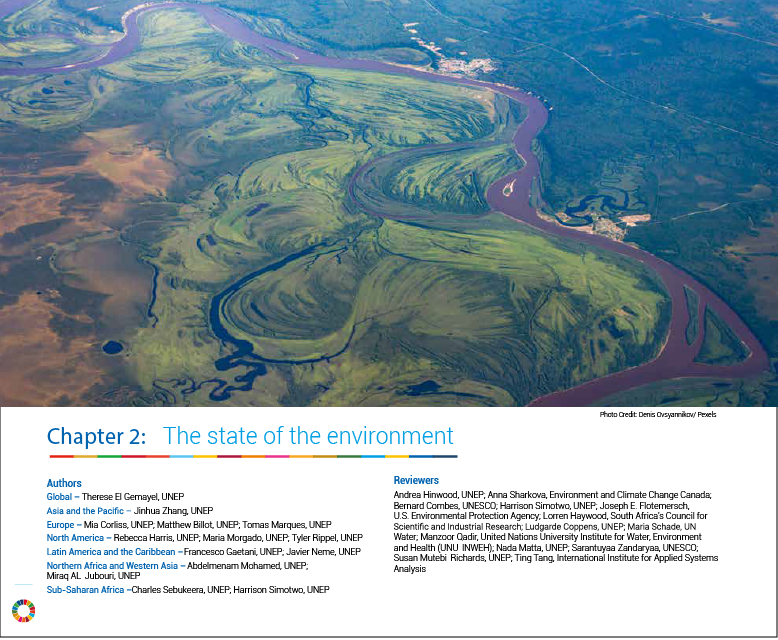 Photo Credit: Denis Ovsyannikov/ Pexels
Chapter 2: The state of the environment
Authors
Global – Therese El Gemayel, UNEP
Asia and the Pacific – Jinhua Zhang, UNEP
Europe – Mia Corliss, UNEP; Matthew Billot, UNEP; Tomas Marques, UNEP
North America – Rebecca Harris, UNEP; Maria Morgado, UNEP; Tyler Rippel, UNEP
Latin America and the Caribbean –Francesco Gaetani, UNEP; Javier Neme, UNEP
Northern Africa and Western Asia – Abdelmenam Mohamed, UNEP;
Miraq AL Jubouri, UNEP
Sub-Saharan Africa –Charles Sebukeera, UNEP; Harrison Simotwo, UNEP
Reviewers
Andrea Hinwood, UNEP; Anna Sharkova, Environment and Climate Change Canada;
Bernard Combes, UNESCO; Harrison Simotwo, UNEP; Joseph E. Flotemersch,
U.S. Environmental Protection Agency; Lorren Haywood, South Africa's Council for
Scientific and Industrial Research; Ludgarde Coppens, UNEP; Maria Schade, UN
Water; Manzoor Qadir, United Nations University Institute for Water, Environment
and Health (UNU INWEH); Nada Matta, UNEP; Sarantuyaa Zandaryaa, UNESCO;
Susan Mutebi Richards, UNEP; Ting Tang, International Institute for Applied Systems
Analysis